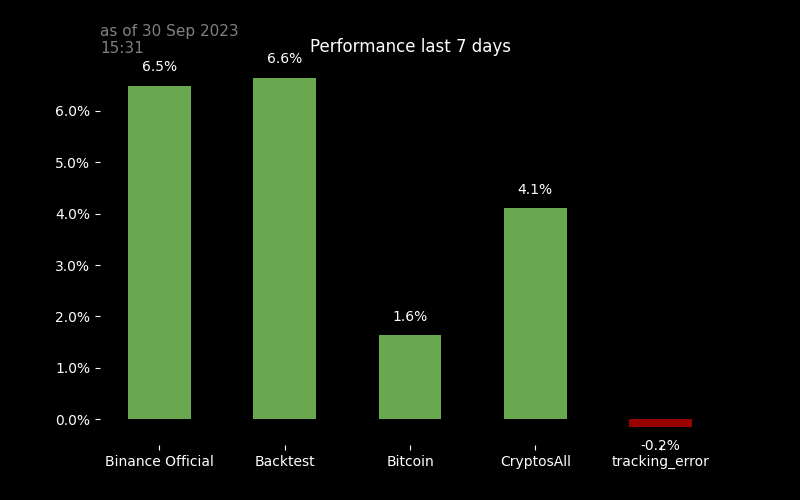 as of 30 Sep 2023
15:31
Performance last 7 days
6.5%
6.6%
1.6%
4.1%
-0.2%
6.0%
5.0%
4.0%
3.0%
2.0%
1.0%
0.0%
Binance Official
Backtest
Bitcoin
CryptosAll
tracking_error